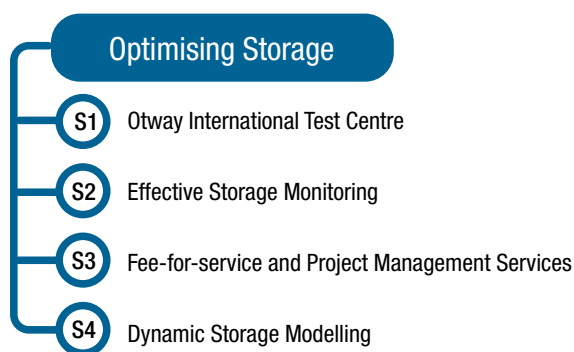 Optimising Storage
S1 Otway International Test Centre
S2 Effective Storage Monitoring
S3 Fee-for-service and Project Management Services
S4 Dynamic Storage Modelling